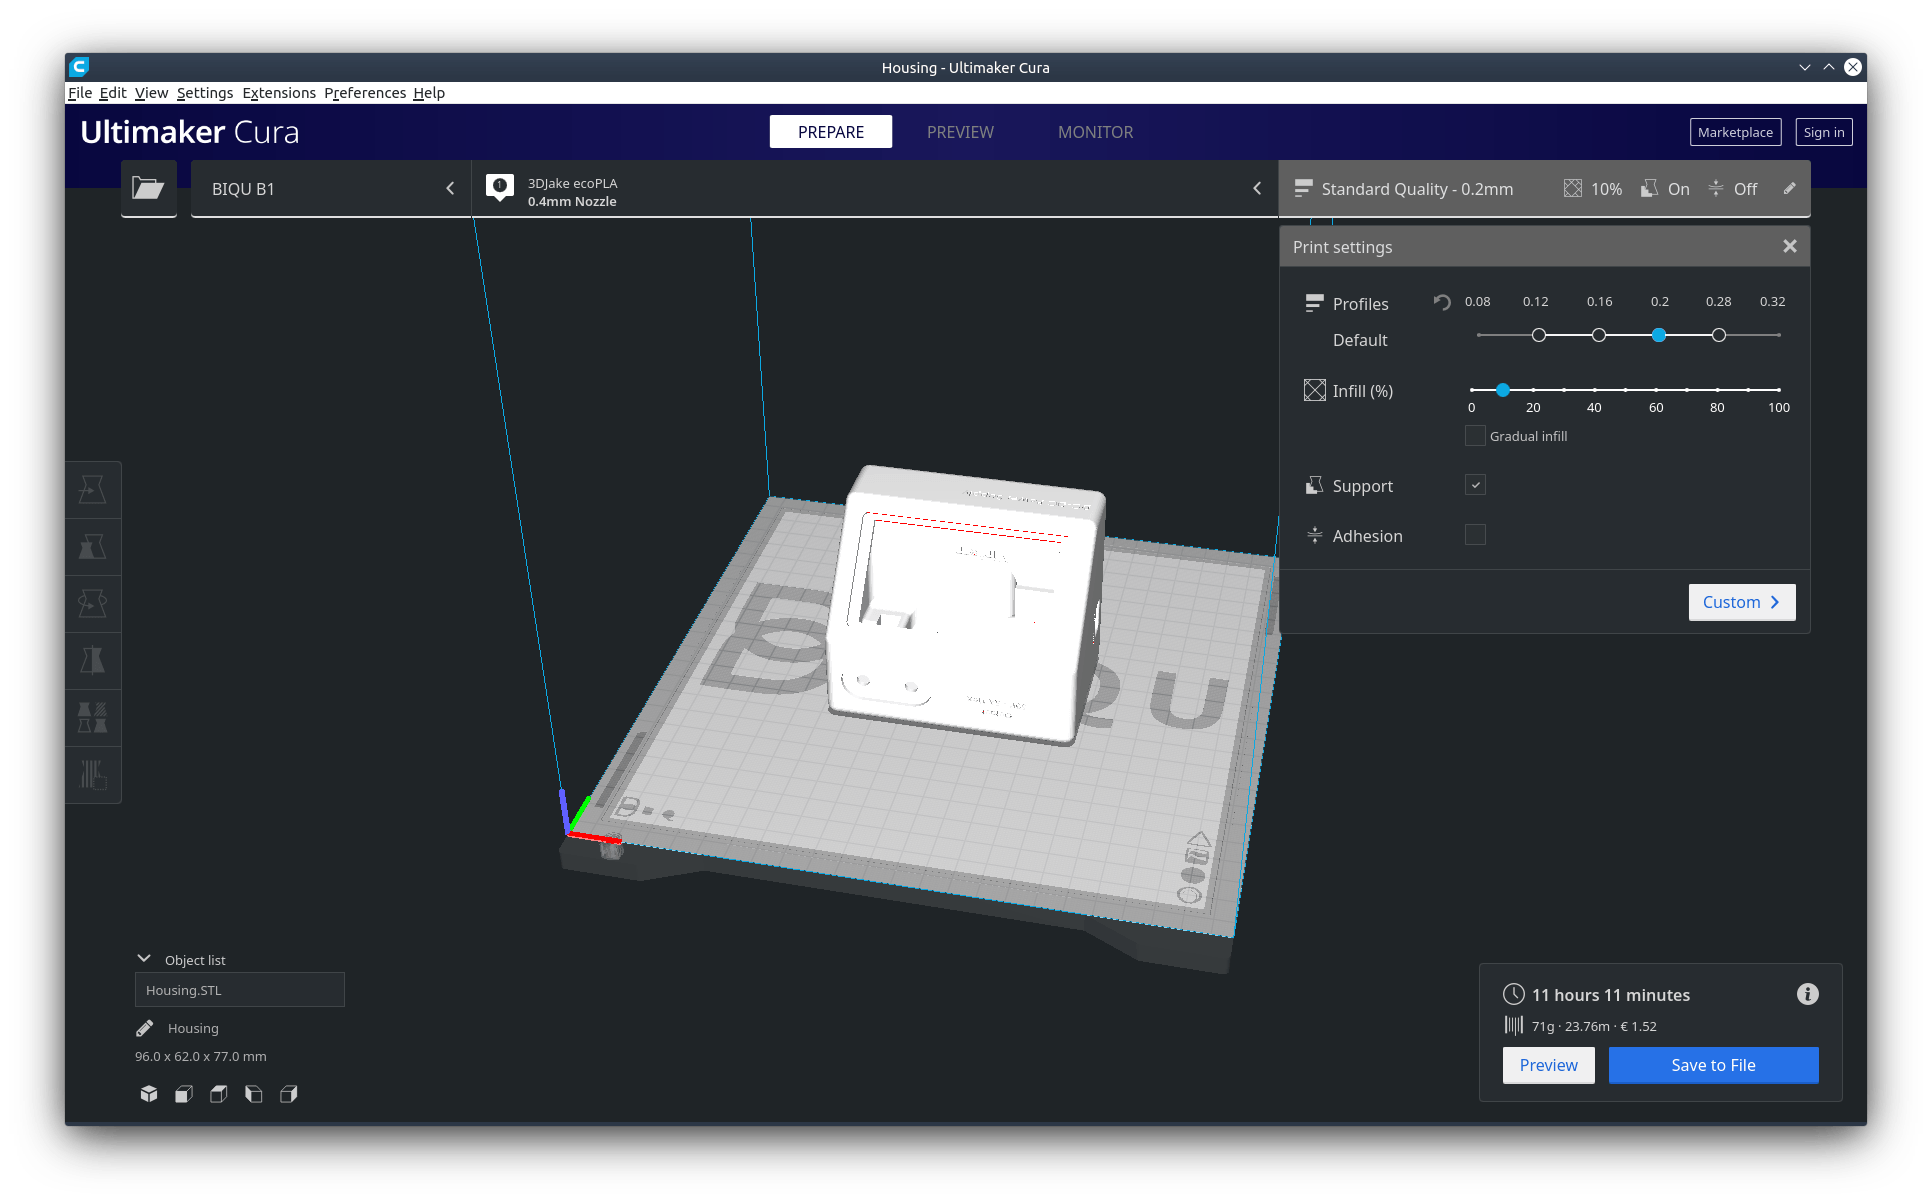 Housing - Ultimaker Cura
File Edit View Settings Extensions Preferences Help
Ultimaker Cura
PREPARE
PREVIEW
MONITOR
Marketplace
Sign in
BIQU B1
1
3DJake ecoPLA
0.4mm Nozzle
Standard Quality - 0.2mm
10%
On
Off
Print settings
Profiles
0.08 0.12 0.16 0.2 0.28 0.32
Default
Infill (%)
0 20 40 60 80 100
Gradual infill
Support
Adhesion
Custom
Object list
Housing.STL
Housing
96.0 x 62.0 x 77.0 mm
11 hours 11 minutes
71g · 23.76m · € 1.52
Preview
Save to File